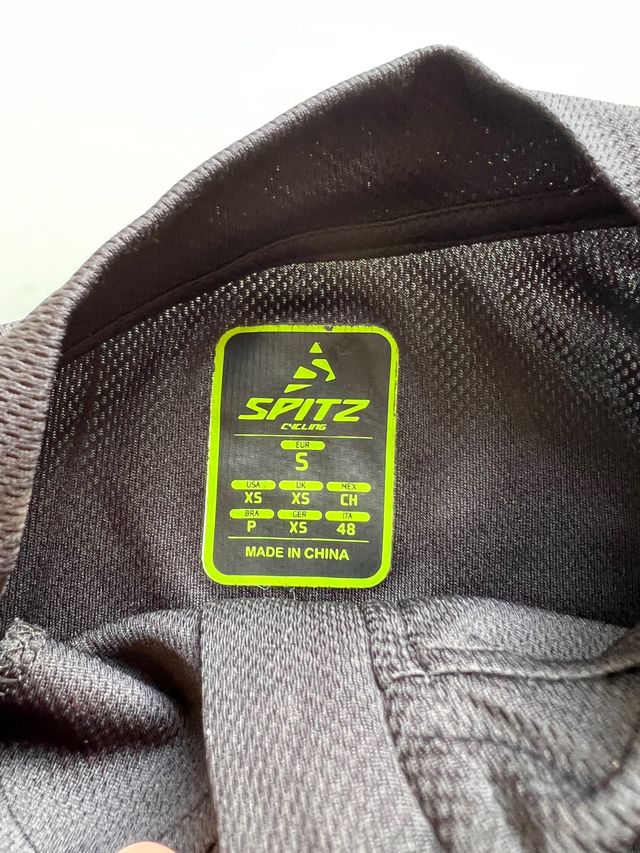 SPITZ
CYCLING
EUR
S
USA UK MEX
XS XS CH
BRA GER ITA
P XS 48
MADE IN CHINA